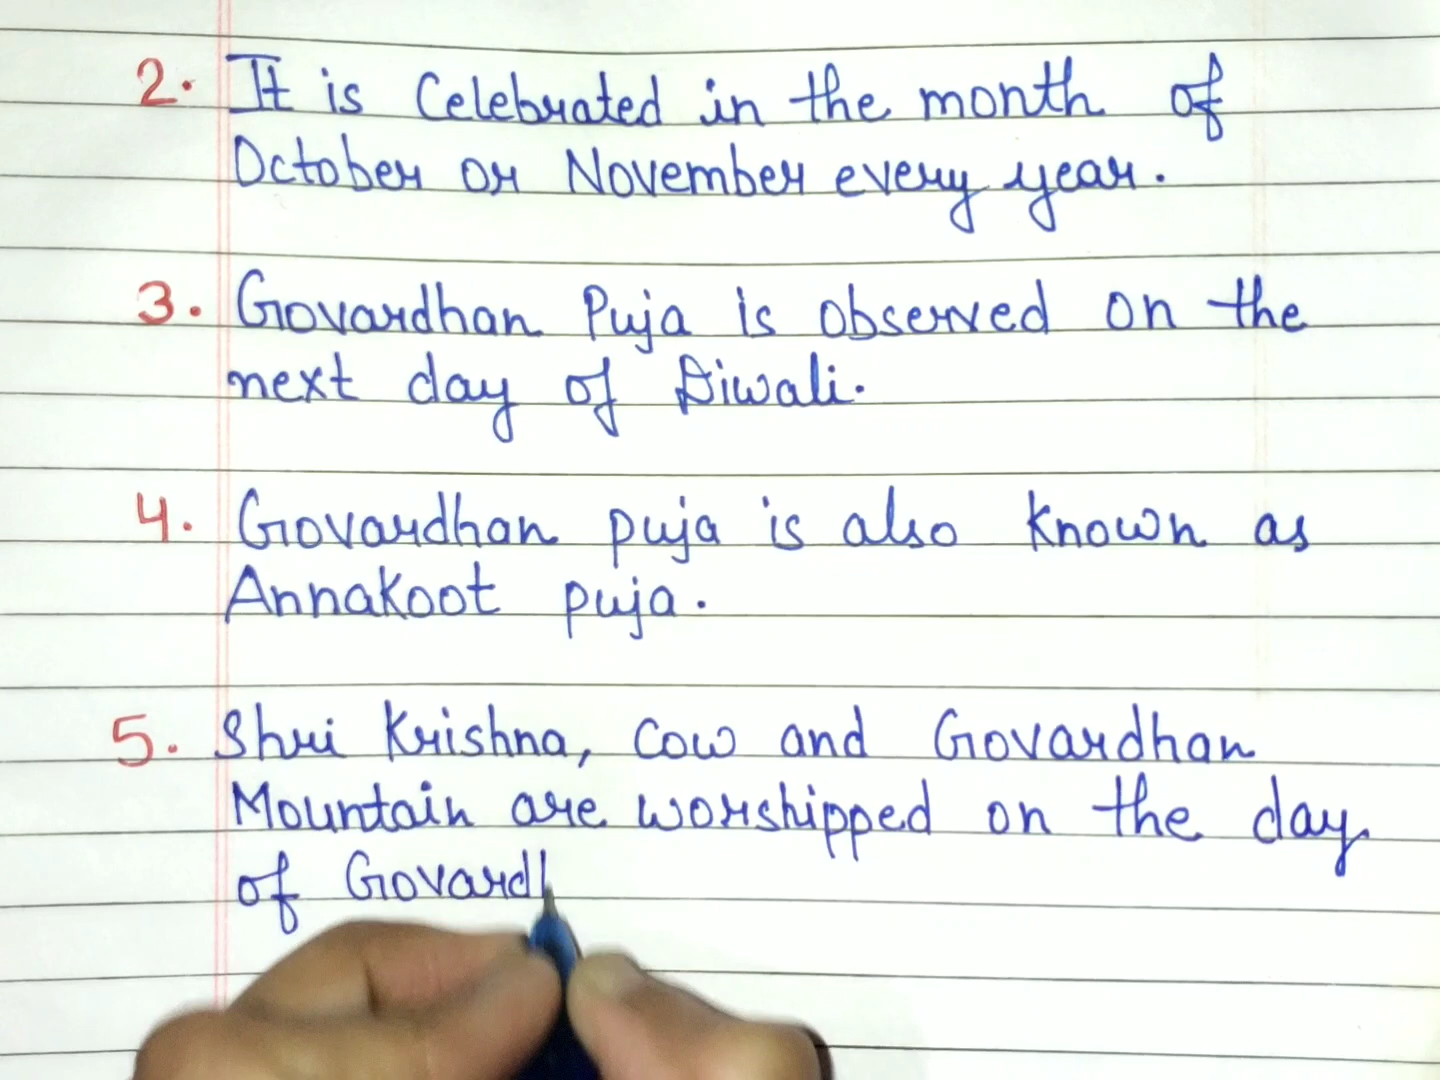 2. It is Celebrated in the month of
October or November every year.
3. Govardhan Puja is observed on the
next day of Diwali.
4. Govardhan puja is also known as
Annakoot puja.
5. Shri Krishna, Cow and Govardhan
Mountain are worshipped on the day
of Govard